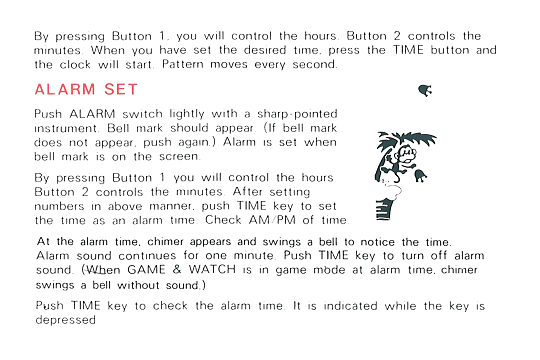 By pressing Button 1, you will control the hours. Button 2 controls the
minutes. When you have set the desired time, press the TIME button and
the clock will start. Pattern moves every second.
ALARM SET
Push ALARM switch lightly with a sharp-pointed
instrument. Bell mark should appear. (If bell mark
does not appear, push again.) Alarm is set when
bell mark is on the screen.
By pressing Button 1 you will control the hours
Button 2 controls the minutes. After setting
numbers in above manner, push TIME key to set
the time as an alarm time. Check AM/PM of time
At the alarm time, chimer appears and swings a bell to notice the time.
Alarm sound continues for one minute. Push TIME key to turn off alarm
sound. (When GAME & WATCH is in game mode at alarm time, chimer
swings a bell without sound.)
Push TIME key to check the alarm time. It is indicated while the key is
depressed